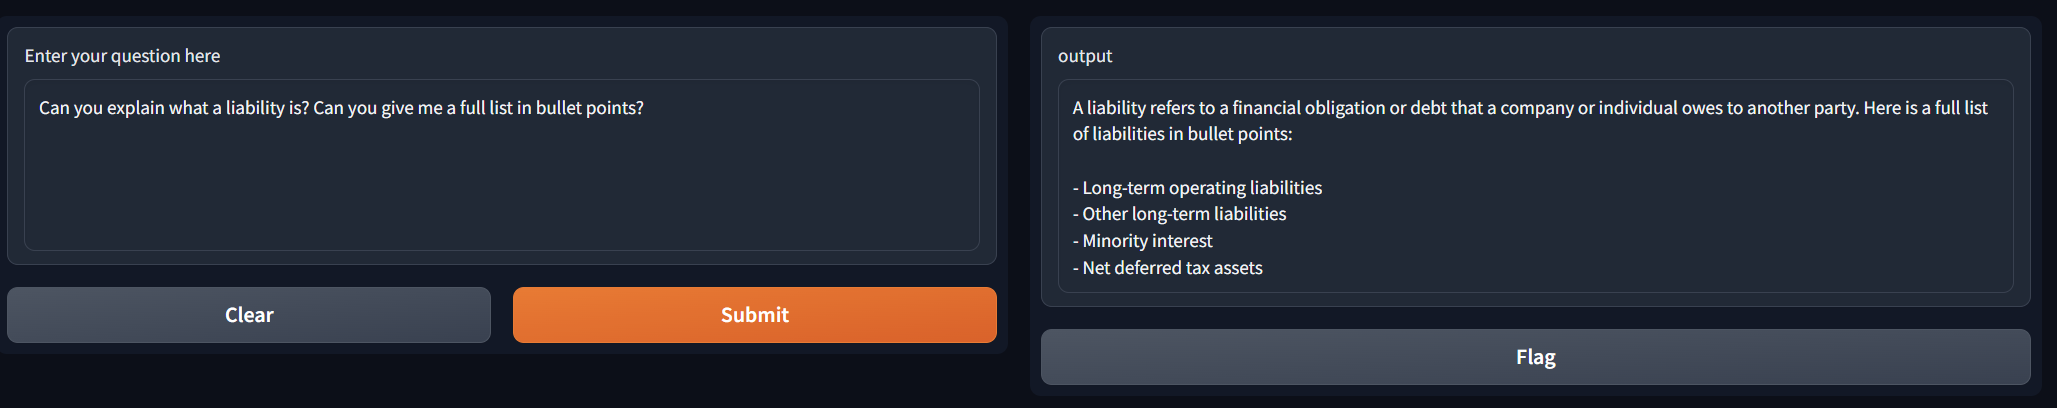 Enter your question here
Can you explain what a liability is? Can you give me a full list in bullet points?
Clear
Submit
output
A liability refers to a financial obligation or debt that a company or individual owes to another party. Here is a full list
of liabilities in bullet points:
- Long-term operating liabilities
- Other long-term liabilities
- Minority interest
- Net deferred tax assets
Flag